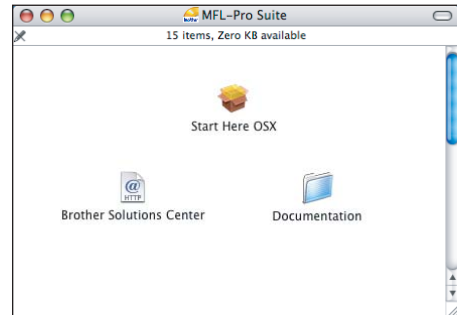 MFL-Pro Suite
15 items, Zero KB available
Start Here OSX
@
HTTP
Brother Solutions Center
Documentation